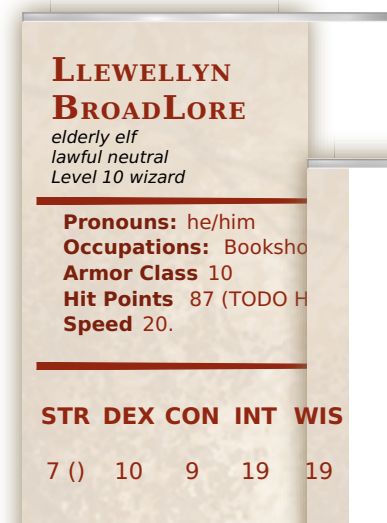 Llewellyn
BroadLore
elderly elf
lawful neutral
Level 10 wizard
Pronouns: he/him
Occupations: Booksho
Armor Class 10
Hit Points 87 (TODO H
Speed 20.
STR DEX CON INT WIS
7 () 10 9 19 19